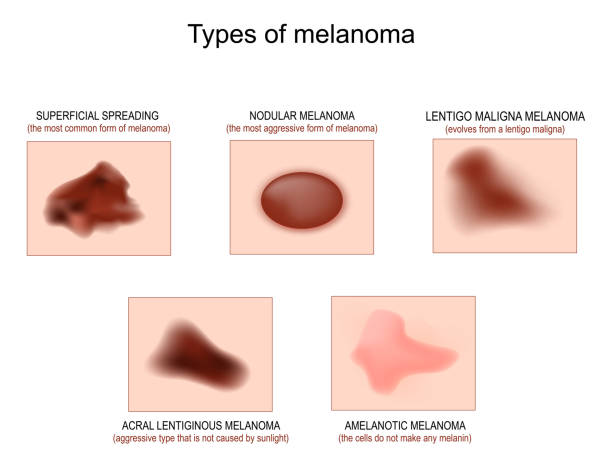 Types of melanoma
SUPERFICIAL SPREADING
(the most common form of melanoma)
NODULAR MELANOMA
(the most aggressive form of melanoma)
LENTIGO MALIGNA MELANOMA
(evolves from a lentigo maligna)
ACRAL LENTIGINOUS MELANOMA
(aggressive type that is not caused by sunlight)
AMELANOTIC MELANOMA
(the cells do not make any melanin)